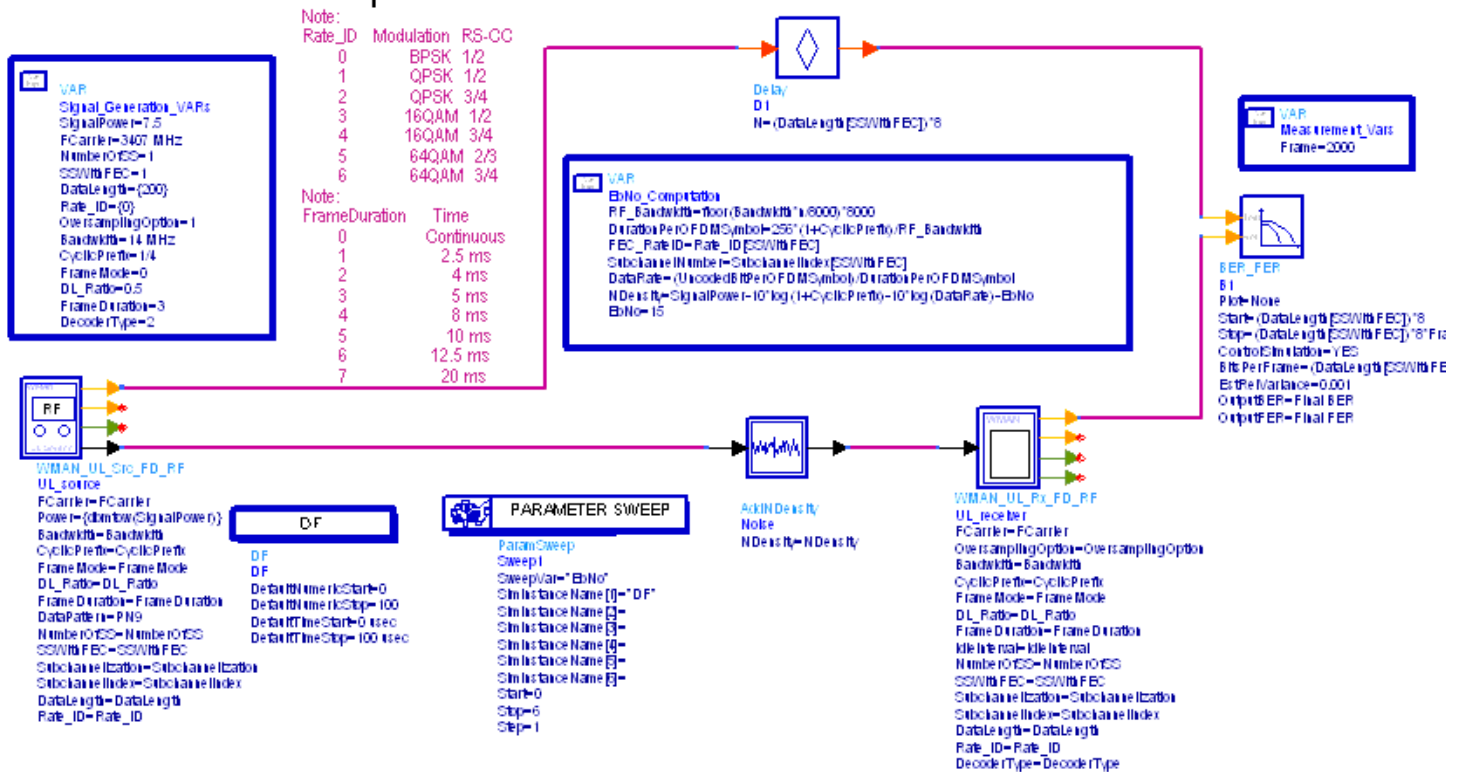 Note:
Rate_ID Modulation RS-CC
0 BPSK 1/2
1 QPSK 1/2
2 QPSK 3/4
3 16QAM 1/2
4 16QAM 3/4
5 64QAM 2/3
6 64QAM 3/4
Note:
FrameDuration Time
0 Continuous
1 2.5 ms
2 4 ms
3 5 ms
4 8 ms
5 10 ms
6 12.5 ms
7 20 ms
VAR
Signal_Generation_VARs
SignalPower=7.5
FCarrier=3407 MHz
NumberOfSS=1
SSWithFEC=1
DataLength={200}
Rate_ID={0}
OversamplingOption=1
Bandwidth=14 MHz
CyclicPrefix=1/4
FrameMode=0
DL_Ratio=0.5
FrameDuration=3
DecoderType=2
Delay
D1
N=(DataLength[SSWithFEC])*8
VAR
Measurement_Vars
Frame=2000
VAR
EbNo_Computation
RF_Bandwidth=floor(Bandwidth*n/8000)*8000
DurationPerOFDMSymbol=256*(1+CyclicPrefix)/RF_Bandwidth
FEC_RateID=Rate_ID[SSWithFEC]
SubchannelNumber=SubchannelIndex[SSWithFEC]
DataRate=(UncodedBitPerOFDMSymbol)/DurationPerOFDMSymbol
NDensity=SignalPower-10*log(1+CyclicPrefix)-10*log(DataRate)-EbNo
EbNo=15
BER_FER
B1
Plot=None
Start=(DataLength[SSWithFEC])*8
Stop=(DataLength[SSWithFEC])*8*Fra
ControlSimulation=YES
BitsPerFrame=(DataLength[SSWithFE
EstRelVariance=0.001
OutputBER=Final BER
OutputFER=Final FER
RF
WMAN_UL_Src_FD_RF
UL_source
FCarrier=FCarrier
Power={dbmtow(SignalPower)}
Bandwidth=Bandwidth
CyclicPrefix=CyclicPrefix
FrameMode=FrameMode
DL_Ratio=DL_Ratio
FrameDuration=FrameDuration
DataPattern=PN9
NumberOfSS=NumberOfSS
SSWithFEC=SSWithFEC
Subchannelization=Subchannelization
SubchannelIndex=SubchannelIndex
DataLength=DataLength
Rate_ID=Rate_ID
DF
DF
DF
DefaultNumericStart=0
DefaultNumericStop=100
DefaultTimeStart=0 usec
DefaultTimeStop=100 usec
PARAMETER SWEEP
ParamSweep
Sweep1
SweepVar="EbNo"
SimInstanceName[1]="DF"
SimInstanceName[2]=
SimInstanceName[3]=
SimInstanceName[4]=
SimInstanceName[5]=
SimInstanceName[6]=
Start=0
Stop=6
Step=1
AddNDensity
Noise
NDensity=NDensity
WMAN_UL_Rx_FD_RF
UL_receiver
FCarrier=FCarrier
OversamplingOption=OversamplingOption
Bandwidth=Bandwidth
CyclicPrefix=CyclicPrefix
FrameMode=FrameMode
DL_Ratio=DL_Ratio
FrameDuration=FrameDuration
IdleInterval=IdleInterval
NumberOfSS=NumberOfSS
SSWithFEC=SSWithFEC
Subchannelization=Subchannelization
SubchannelIndex=SubchannelIndex
DataLength=DataLength
Rate_ID=Rate_ID
DecoderType=DecoderType